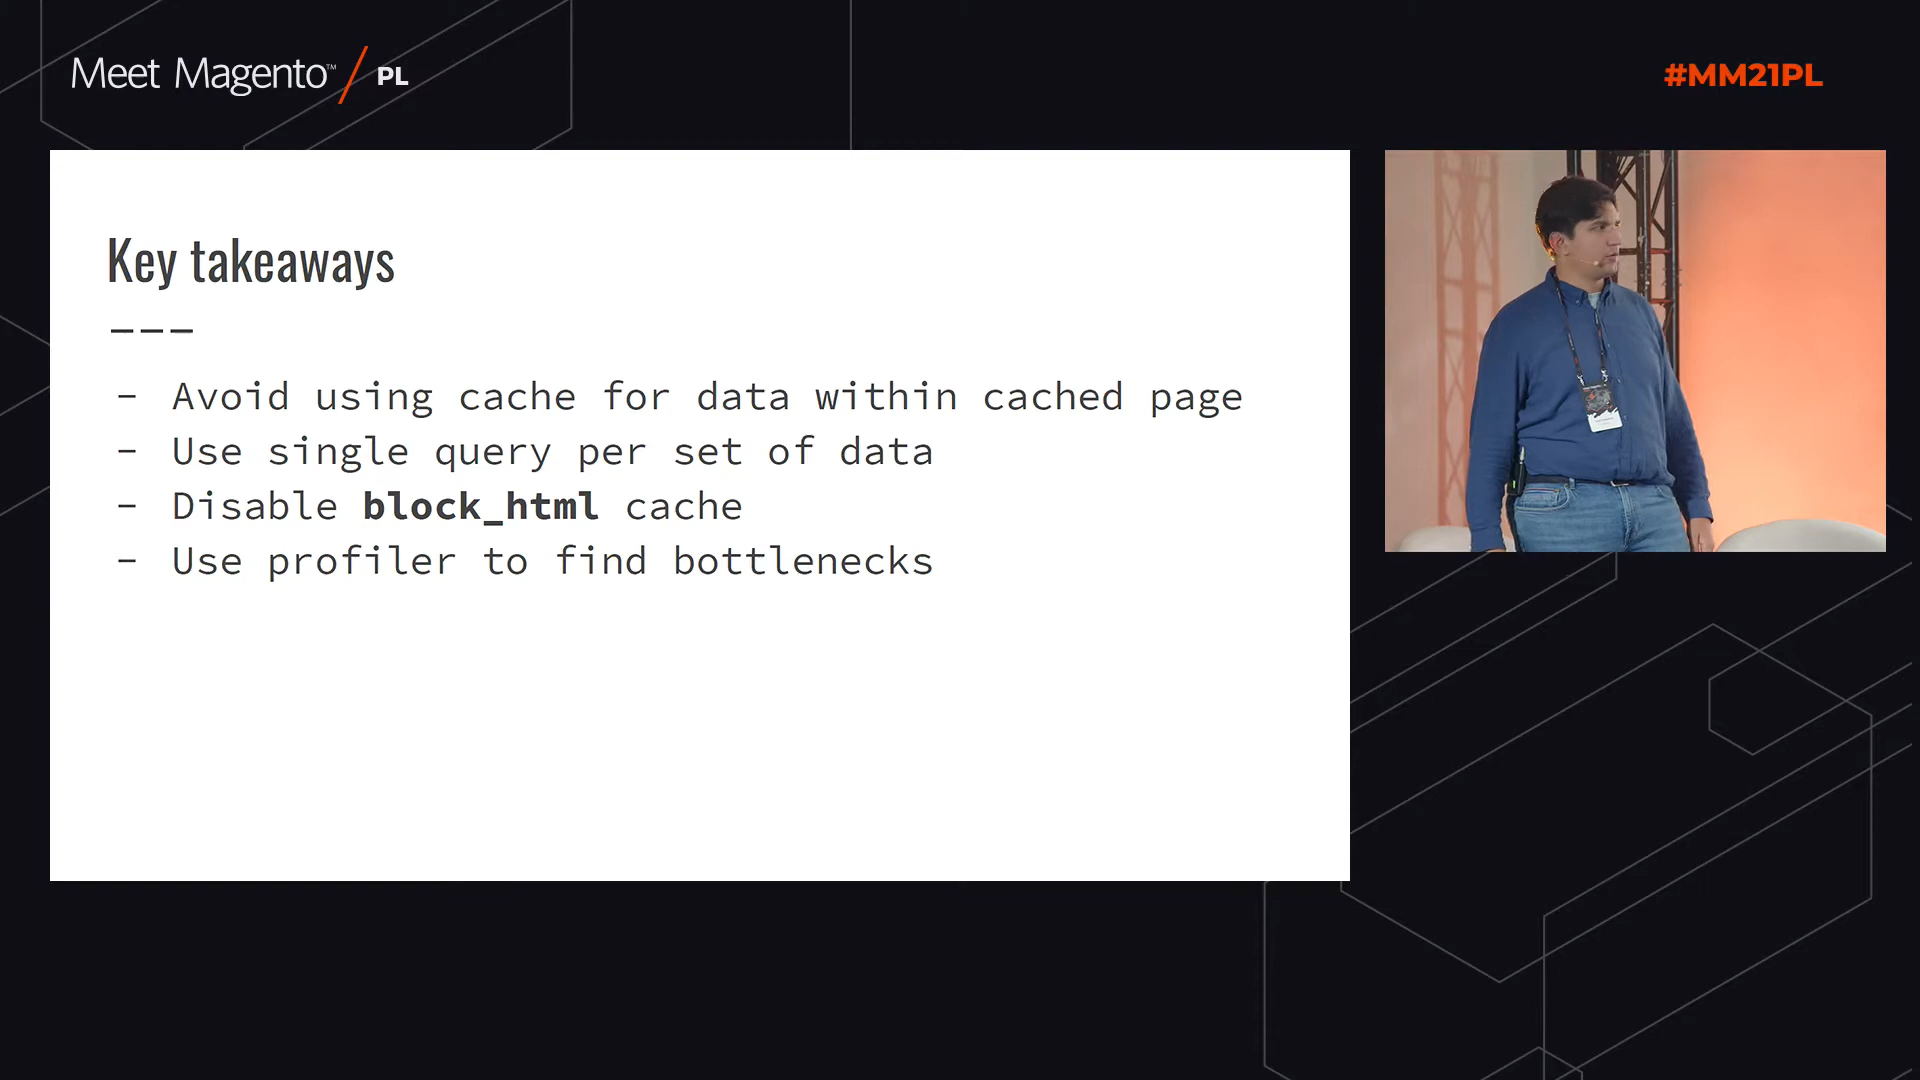 Meet Magento™ PL
#MM21PL
Key takeaways
---
- Avoid using cache for data within cached page
- Use single query per set of data
- Disable block_html cache
- Use profiler to find bottlenecks